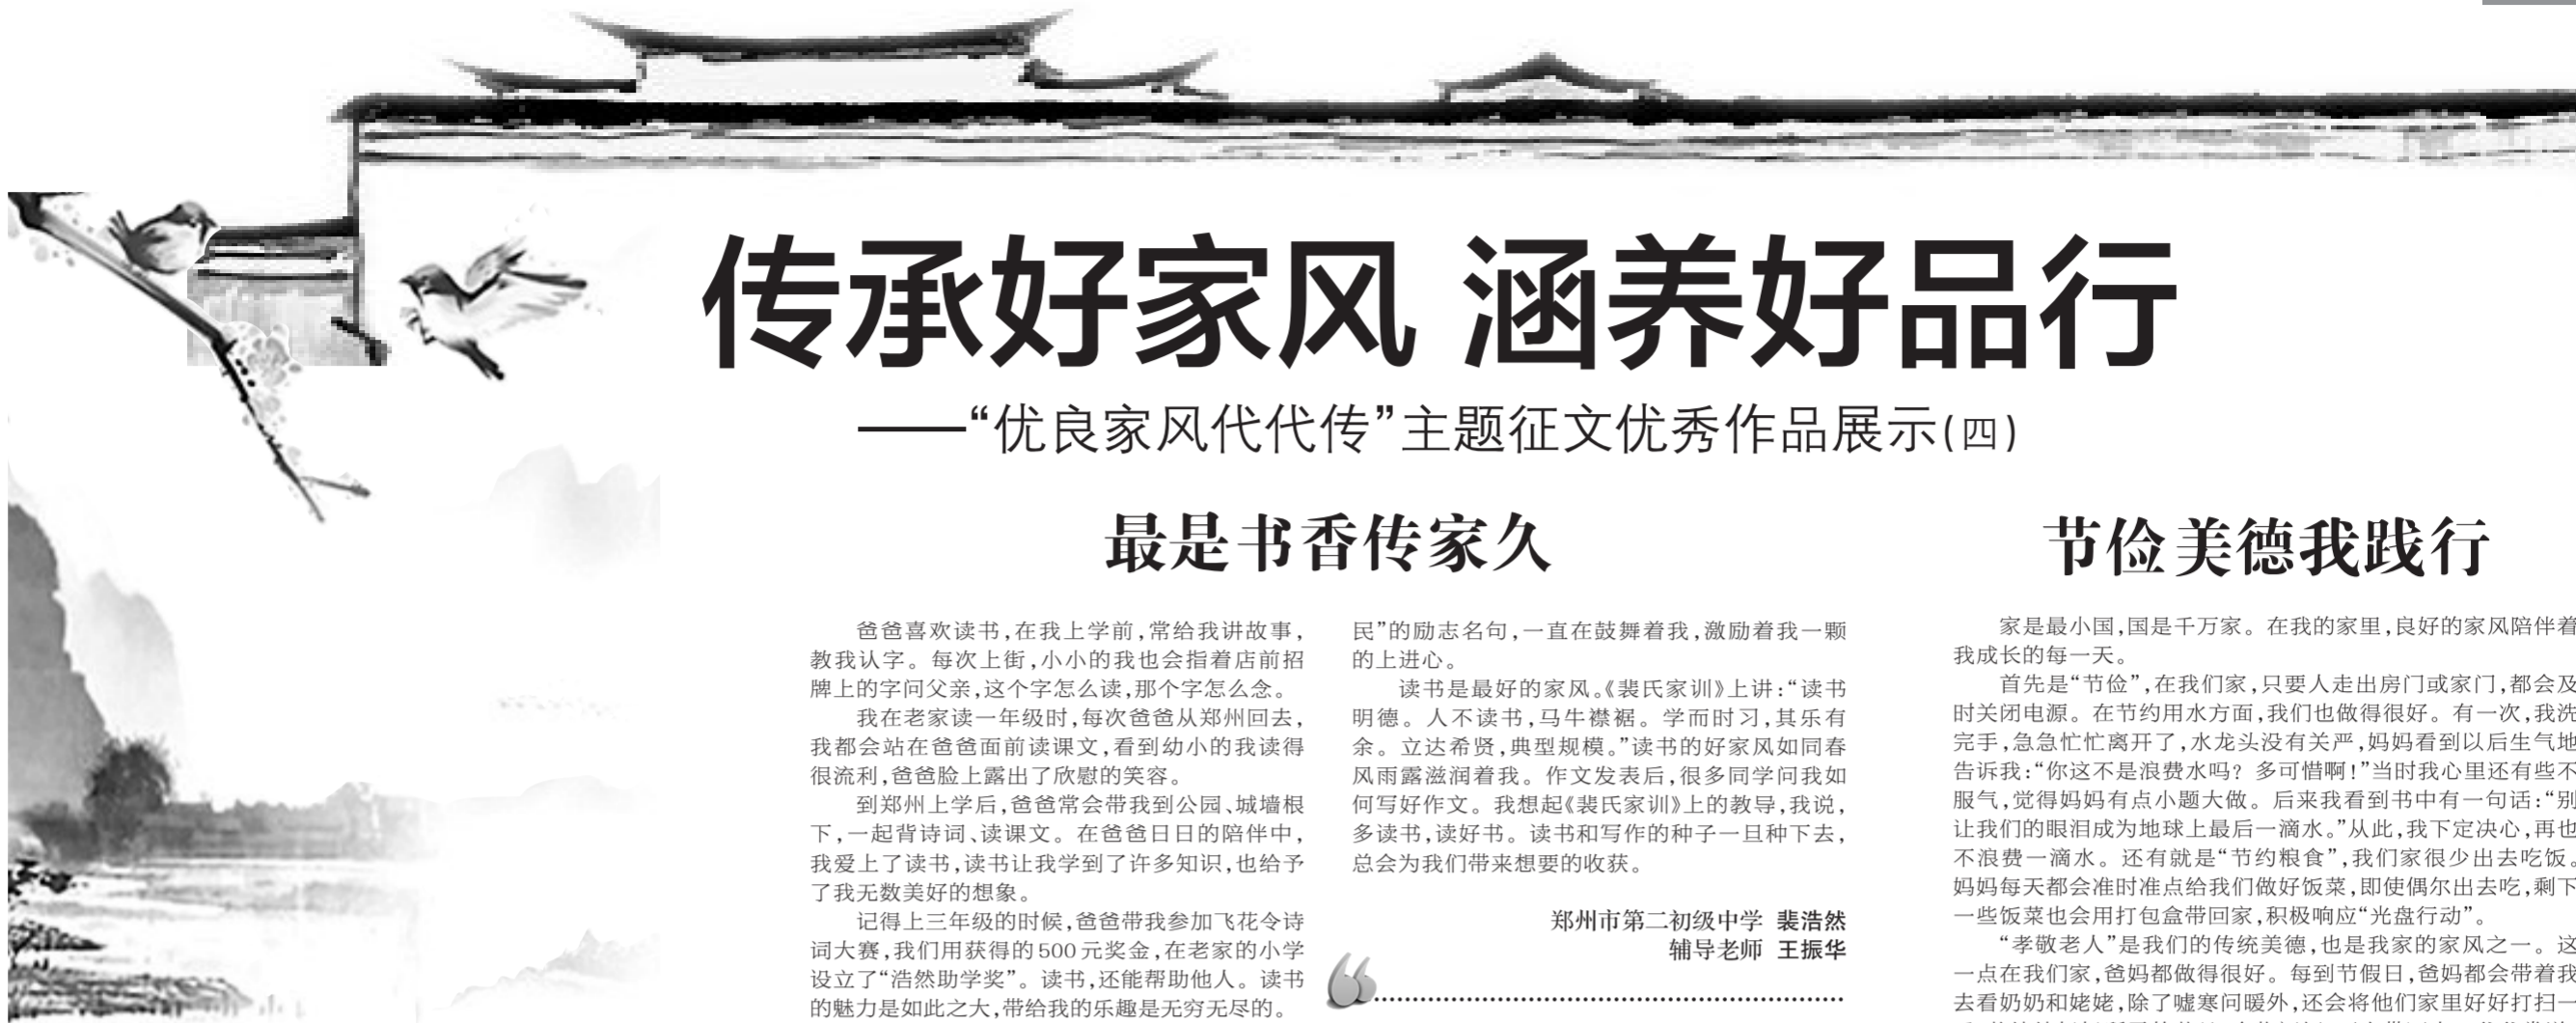 传承好家风 涵养好品行
——“优良家风代代传”主题征文优秀作品展示(四)
最是书香传家久
爸爸喜欢读书,在我上学前,常给我讲故事,
教我认字。每次上街,小小的我也会指着店前招
牌上的字问父亲,这个字怎么读,那个字怎么念。
我在老家读一年级时,每次爸爸从郑州回去,
我都会站在爸爸面前读课文,看到幼小的我读得
很流利,爸爸脸上露出了欣慰的笑容。
到郑州上学后,爸爸常会带我到公园、城墙根
下,一起背诗词、读课文。在爸爸日日的陪伴中,
我爱上了读书,读书让我学到了许多知识,也给予
了我无数美好的想象。
记得上三年级的时候,爸爸带我参加飞花令诗
词大赛,我们用获得的500元奖金,在老家的小学
设立了“浩然助学奖”。读书,还能帮助他人。读书
的魅力是如此之大,带给我的乐趣是无穷无尽的。
民”的励志名句,一直在鼓舞着我,激励着我一颗
的上进心。
读书是最好的家风。《裴氏家训》上讲:“读书
明德。人不读书,马牛襟裾。学而时习,其乐有
余。立达希贤,典型规模。”读书的好家风如同春
风雨露滋润着我。作文发表后,很多同学问我如
何写好作文。我想起《裴氏家训》上的教导,我说,
多读书,读好书。读书和写作的种子一旦种下去,
总会为我们带来想要的收获。
郑州市第二初级中学 裴浩然
辅导老师 王振华
节俭美德我践行
家是最小国,国是千万家。在我的家里,良好的家风陪伴着
我成长的每一天。
首先是“节俭”,在我们家,只要人走出房门或家门,都会及
时关闭电源。在节约用水方面,我们也做得很好。有一次,我洗
完手,急急忙忙离开了,水龙头没有关严,妈妈看到以后生气地
告诉我:“你这不是浪费水吗?多可惜啊!”当时我心里还有些不
服气,觉得妈妈有点小题大做。后来我看到书中有一句话:“别
让我们的眼泪成为地球上最后一滴水。”从此,我下定决心,再也
不浪费一滴水。还有就是“节约粮食”,我们家很少出去吃饭。
妈妈每天都会准时准点给我们做好饭菜,即使偶尔出去吃,剩下
一些饭菜也会用打包盒带回家,积极响应“光盘行动”。
“孝敬老人”是我们的传统美德,也是我家的家风之一。这
一点在我们家,爸妈都做得很好。每到节假日,爸妈都会带着我
去看奶奶和姥姥,除了嘘寒问暖外,还会将他们家里好好打扫一